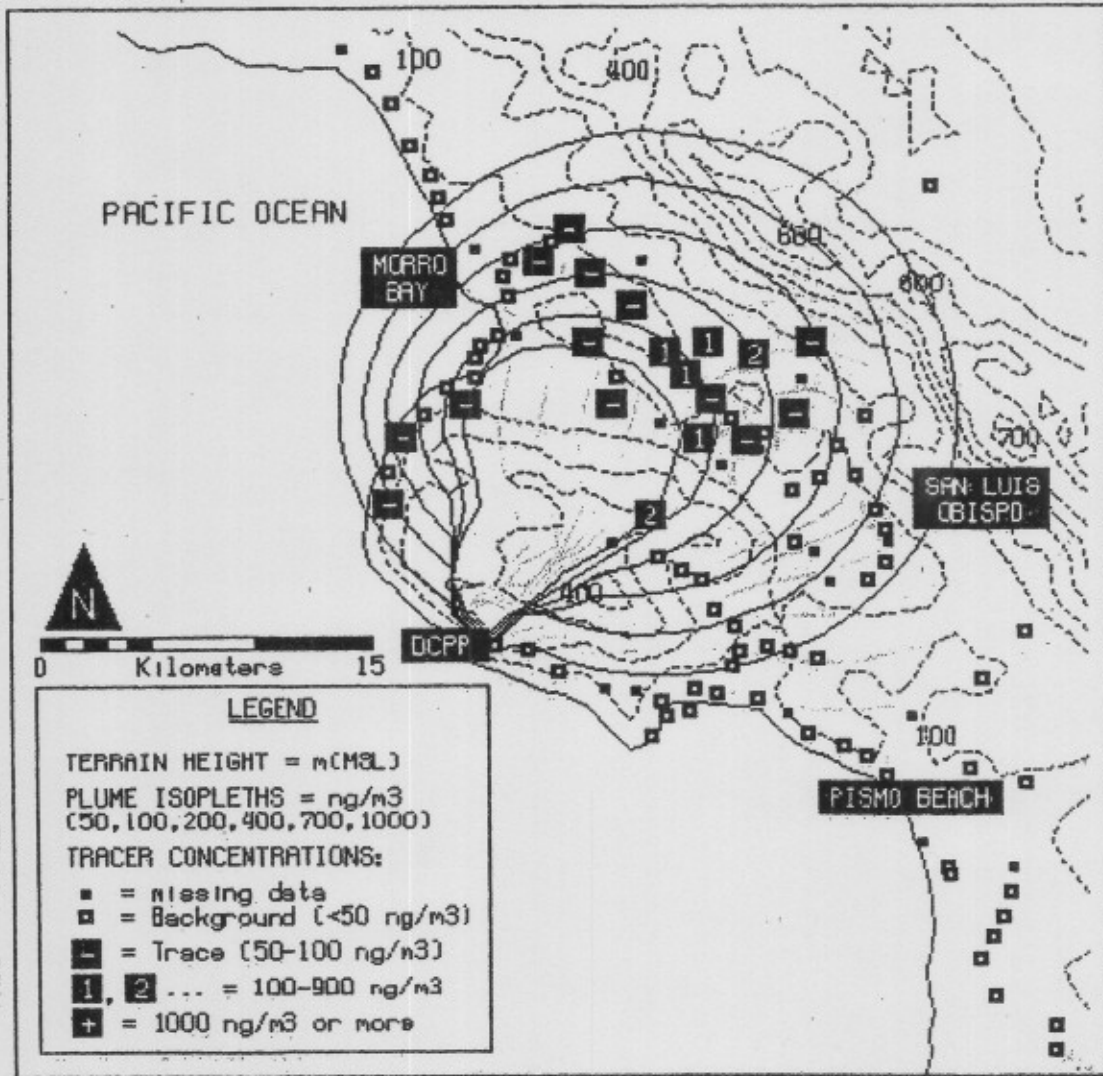 100
400
PACIFIC OCEAN
600
MORRO
BAY
600
1
1
2
1
1
700
SAN LUIS
OBISPO
2
N
400
DCPP
0
15
Kilometers
LEGEND
TERRAIN HEIGHT = m(MSL)
PLUME ISOPLETHS = ng/m3
(50,100,200,400,700,1000)
TRACER CONCENTRATIONS:
= missing data
= Background (<50 ng/m3)
- = Trace (50-100 ng/m3)
1, 2 ... = 100-900 ng/m3
+ = 1000 ng/m3 or more
100
PISMO BEACH